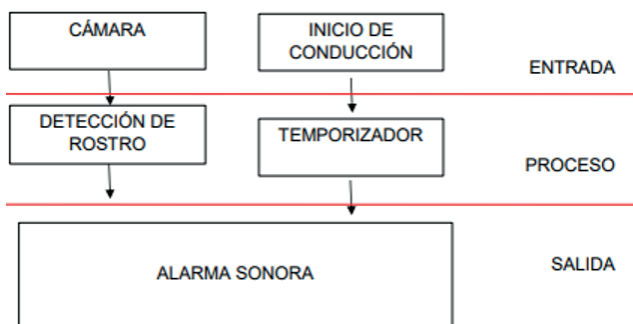 CÁMARA
INICIO DE
CONDUCCIÓN
ENTRADA
DETECCIÓN DE
ROSTRO
TEMPORIZADOR
PROCESO
ALARMA SONORA
SALIDA